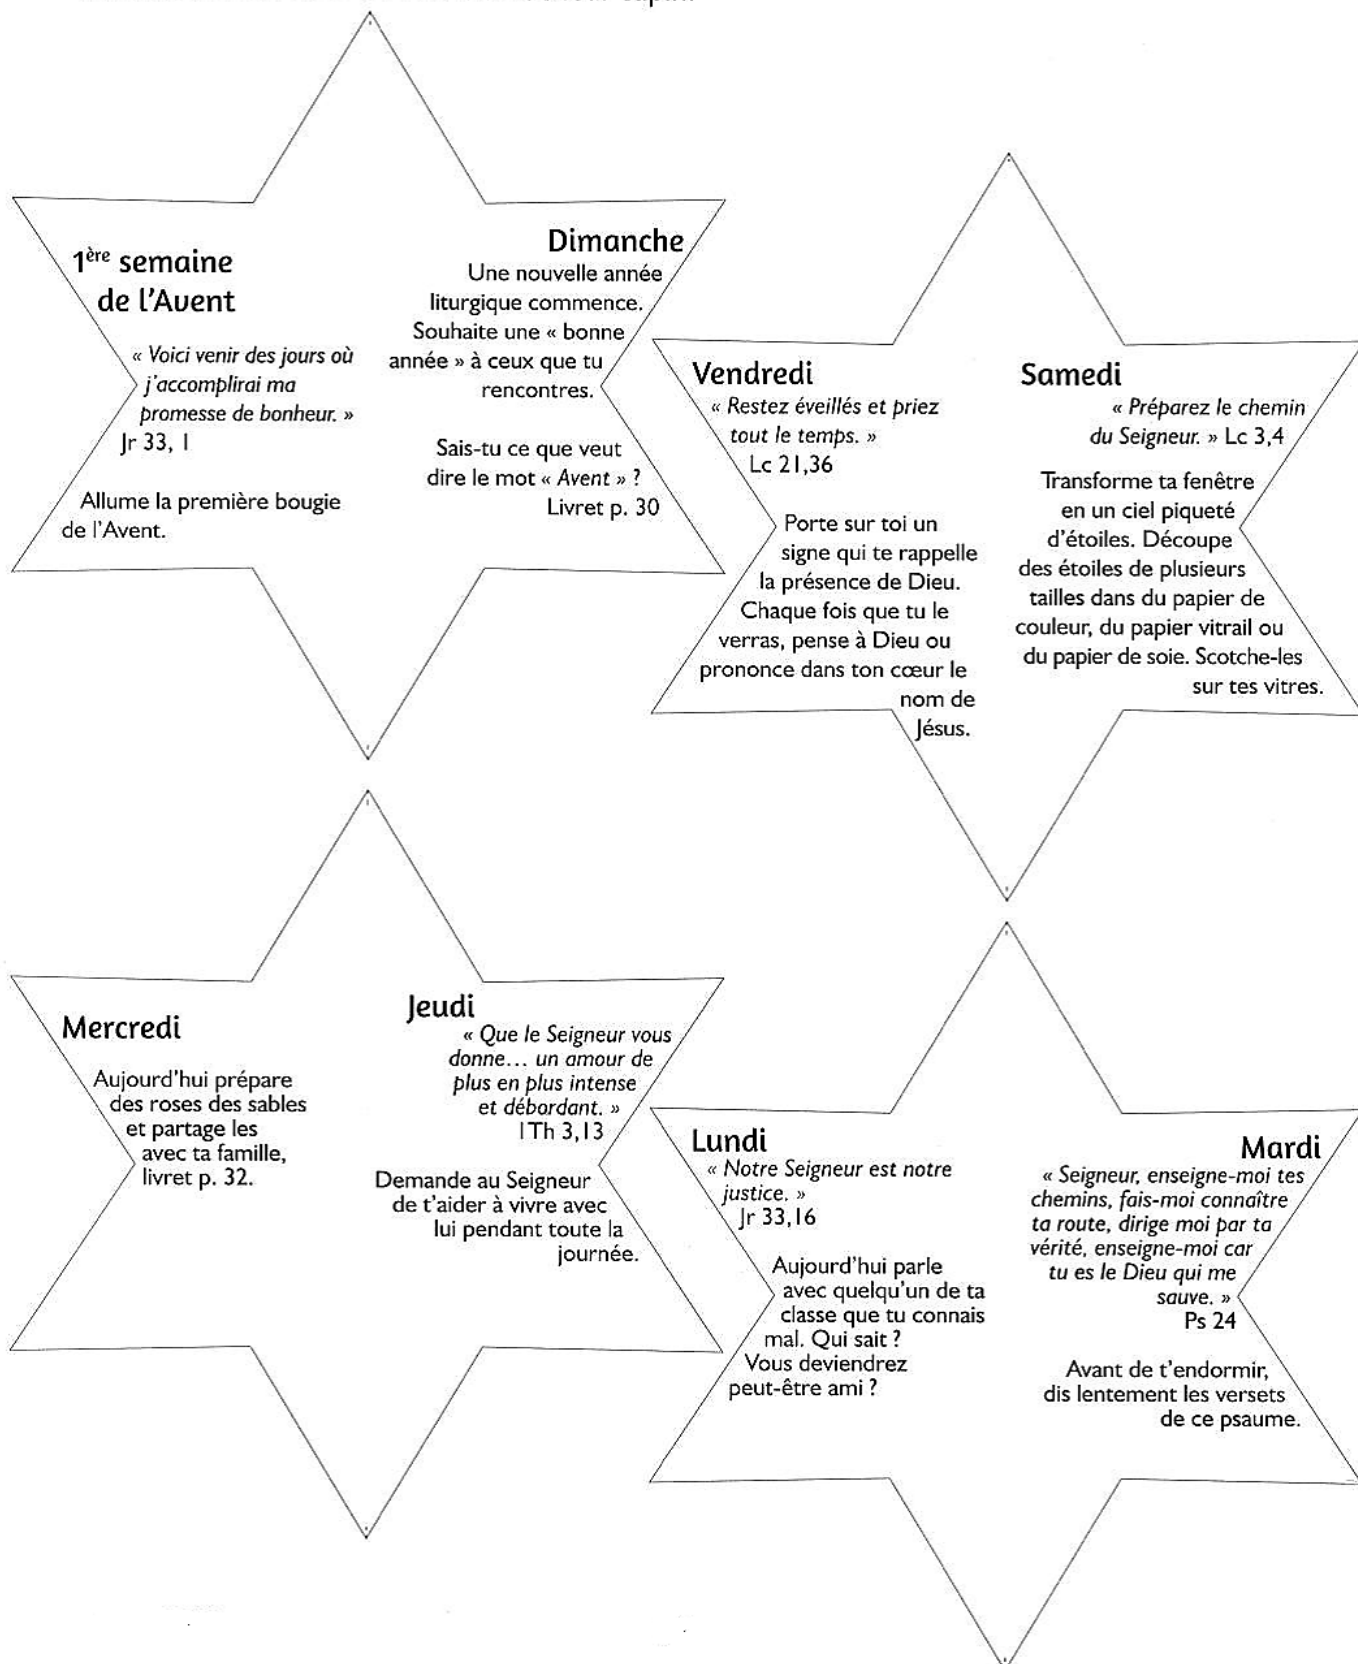 1ère semaine
de l'Avent
« Voici venir des jours où
j'accomplirai ma
promesse de bonheur. »
Jr 33, 1
Allume la première bougie
de l'Avent.
Dimanche
Une nouvelle année
liturgique commence.
Souhaite une « bonne
année » à ceux que tu
rencontres.
Sais-tu ce que veut
dire le mot « Avent » ?
Livret p. 30
Vendredi
« Restez éveillés et priez
tout le temps. »
Lc 21,36
Porte sur toi un
signe qui te rappelle
la présence de Dieu.
Chaque fois que tu le
verras, pense à Dieu ou
prononce dans ton cœur le
nom de
Jésus.
Samedi
« Préparez le chemin
du Seigneur. » Lc 3,4
Transforme ta fenêtre
en un ciel piqueté
d'étoiles. Découpe
des étoiles de plusieurs
tailles dans du papier de
couleur, du papier vitrail ou
du papier de soie. Scotche-les
sur tes vitres.
Mercredi
Aujourd'hui prépare
des roses des sables
et partage les
avec ta famille,
livret p. 32.
Jeudi
« Que le Seigneur vous
donne... un amour de
plus en plus intense
et débordant. »
1Th 3,13
Demande au Seigneur
de t'aider à vivre avec
lui pendant toute la
journée.
Lundi
« Notre Seigneur est notre
justice. »
Jr 33,16
Aujourd'hui parle
avec quelqu'un de ta
classe que tu connais
mal. Qui sait ?
Vous deviendrez
peut-être ami ?
Mardi
« Seigneur, enseigne-moi tes
chemins, fais-moi connaître
ta route, dirige moi par ta
vérité, enseigne-moi car
tu es le Dieu qui me
sauve. »
Ps 24
Avant de t'endormir,
dis lentement les versets
de ce psaume.